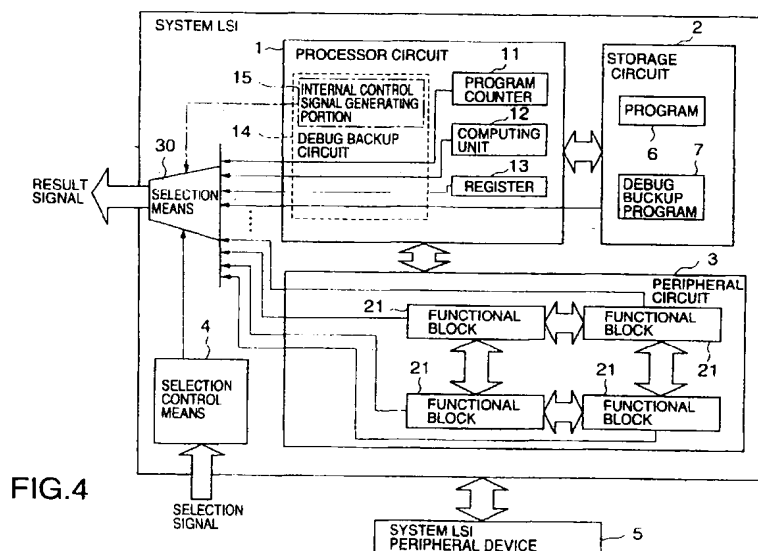 SYSTEM LSI
1
PROCESSOR CIRCUIT
11
PROGRAM
COUNTER
12
COMPUTING
UNIT
13
REGISTER
15
INTERNAL CONTROL
SIGNAL GENERATING
PORTION
14
DEBUG BACKUP
CIRCUIT
2
STORAGE
CIRCUIT
PROGRAM
6
7
DEBUG
BACKUP
PROGRAM
30
RESULT
SIGNAL
SELECTION
MEANS
3
PERIPHERAL
CIRCUIT
21
FUNCTIONAL
BLOCK
FUNCTIONAL
BLOCK
21
21
FUNCTIONAL
BLOCK
21
FUNCTIONAL
BLOCK
4
SELECTION
CONTROL
MEANS
SELECTION
SIGNAL
FIG.4
SYSTEM LSI
PERIPHERAL DEVICE
5